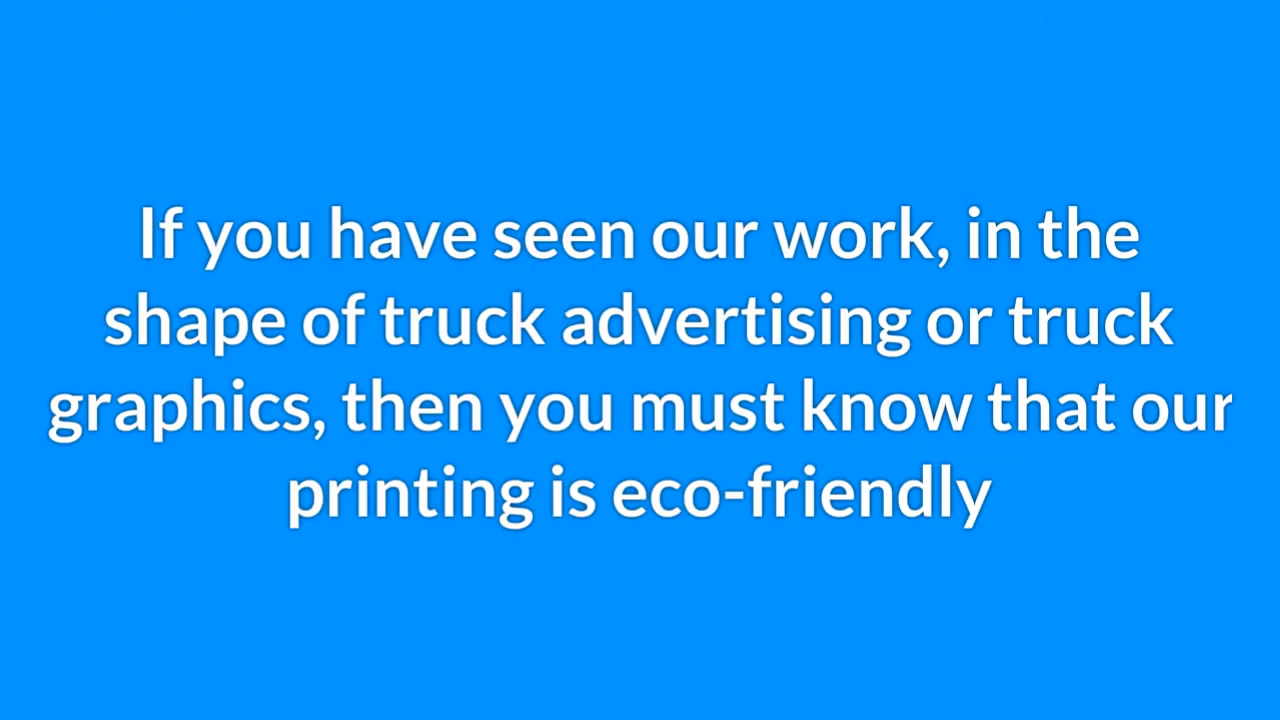 If you have seen our work, in the
shape of truck advertising or truck
graphics, then you must know that our
printing is eco-friendly